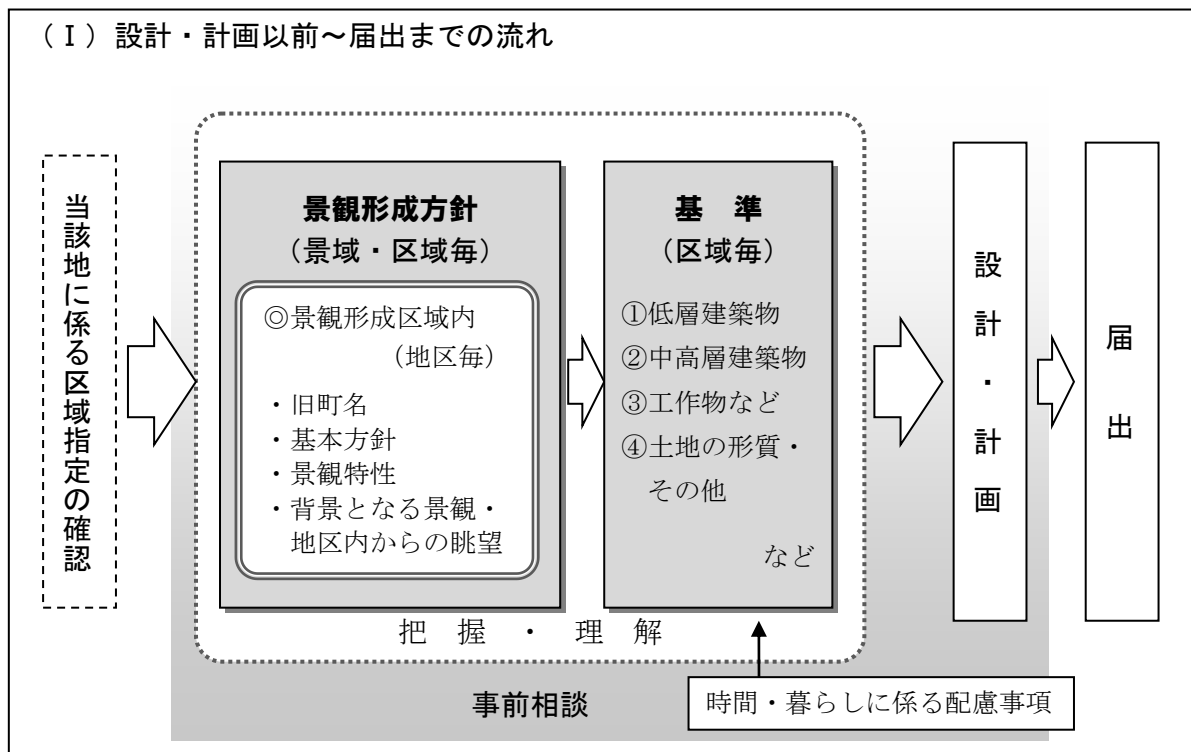 （Ⅰ）設計・計画以前～届出までの流れ
当該地に係る区域指定の確認
景観形成方針
（景域・区域毎）
◎景観形成区域内
（地区毎）
・旧町名
・基本方針
・景観特性
・背景となる景観・
地区内からの眺望
基　準
（区域毎）
①低層建築物
②中高層建築物
③工作物など
④土地の形質・
その他
など
把　握　・　理　解
設計・計画
届出
事前相談
時間・暮らしに係る配慮事項